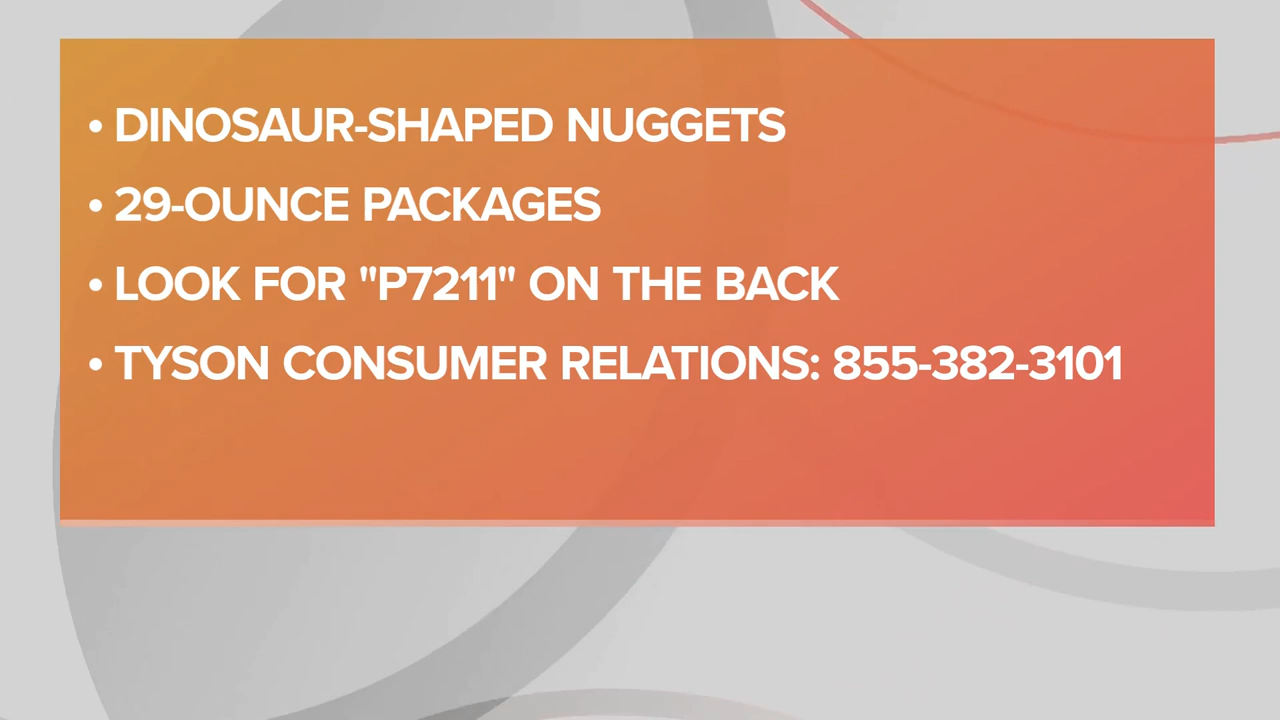 • DINOSAUR-SHAPED NUGGETS
• 29-OUNCE PACKAGES
• LOOK FOR "P7211" ON THE BACK
• TYSON CONSUMER RELATIONS: 855-382-3101